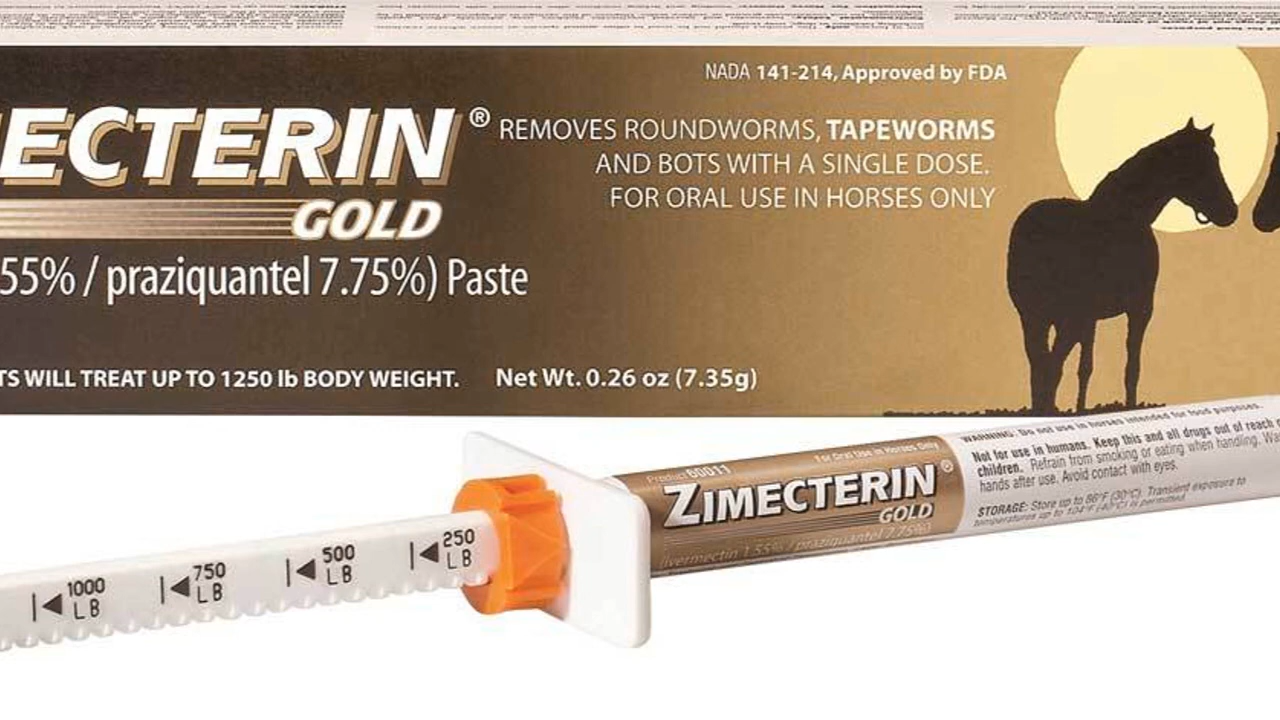 NADA 141-214, Approved by FDA
ECTERIN®
GOLD
REMOVES ROUNDWORMS, TAPEWORMS
AND BOTS WITH A SINGLE DOSE.
FOR ORAL USE IN HORSES ONLY
55% / praziquantel 7.75%) Paste
TS WILL TREAT UP TO 1250 lb BODY WEIGHT.
Net Wt. 0.26 oz (7.35g)
1000 LB
750 LB
500 LB
250 LB
Product 60011
For Oral Use in Horses Only
ZIMECTERIN®
GOLD
(ivermectin 1.55% / praziquantel 7.75%)
WARNING: Do not use in horses intended for food purposes.
Not for use in humans. Keep this and all drugs out of reach
children. Refrain from smoking or eating when handling.
hands after use. Avoid contact with eyes.
STORAGE: Store up to 86°F (30°C). Transient exposure to
temperatures up to 104°F (40°C) is permitted.